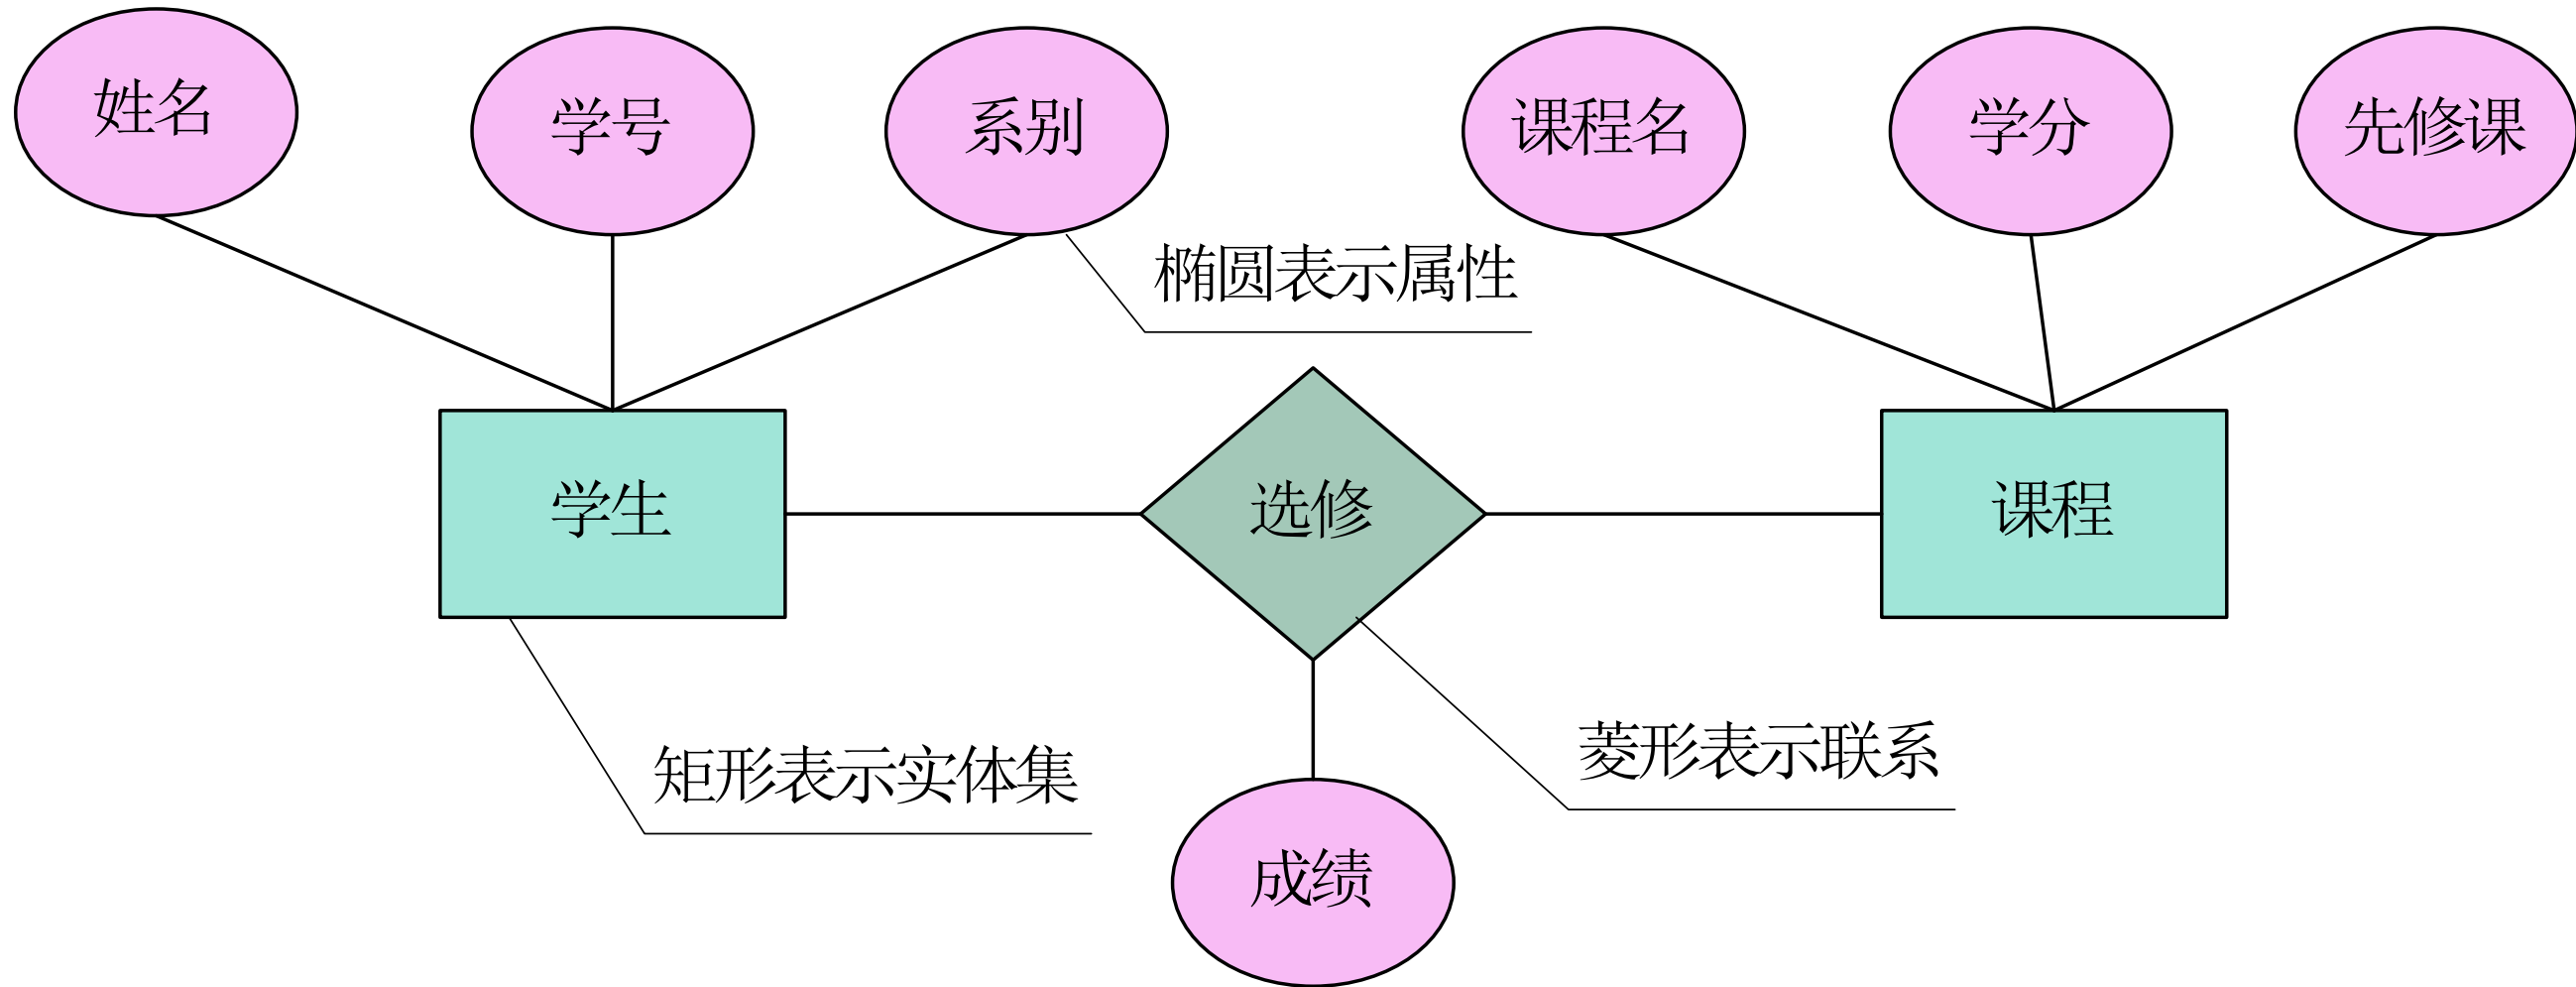 姓名
学号
系别
课程名
学分
先修课
椭圆表示属性
学生
选修
课程
矩形表示实体集
菱形表示联系
成绩